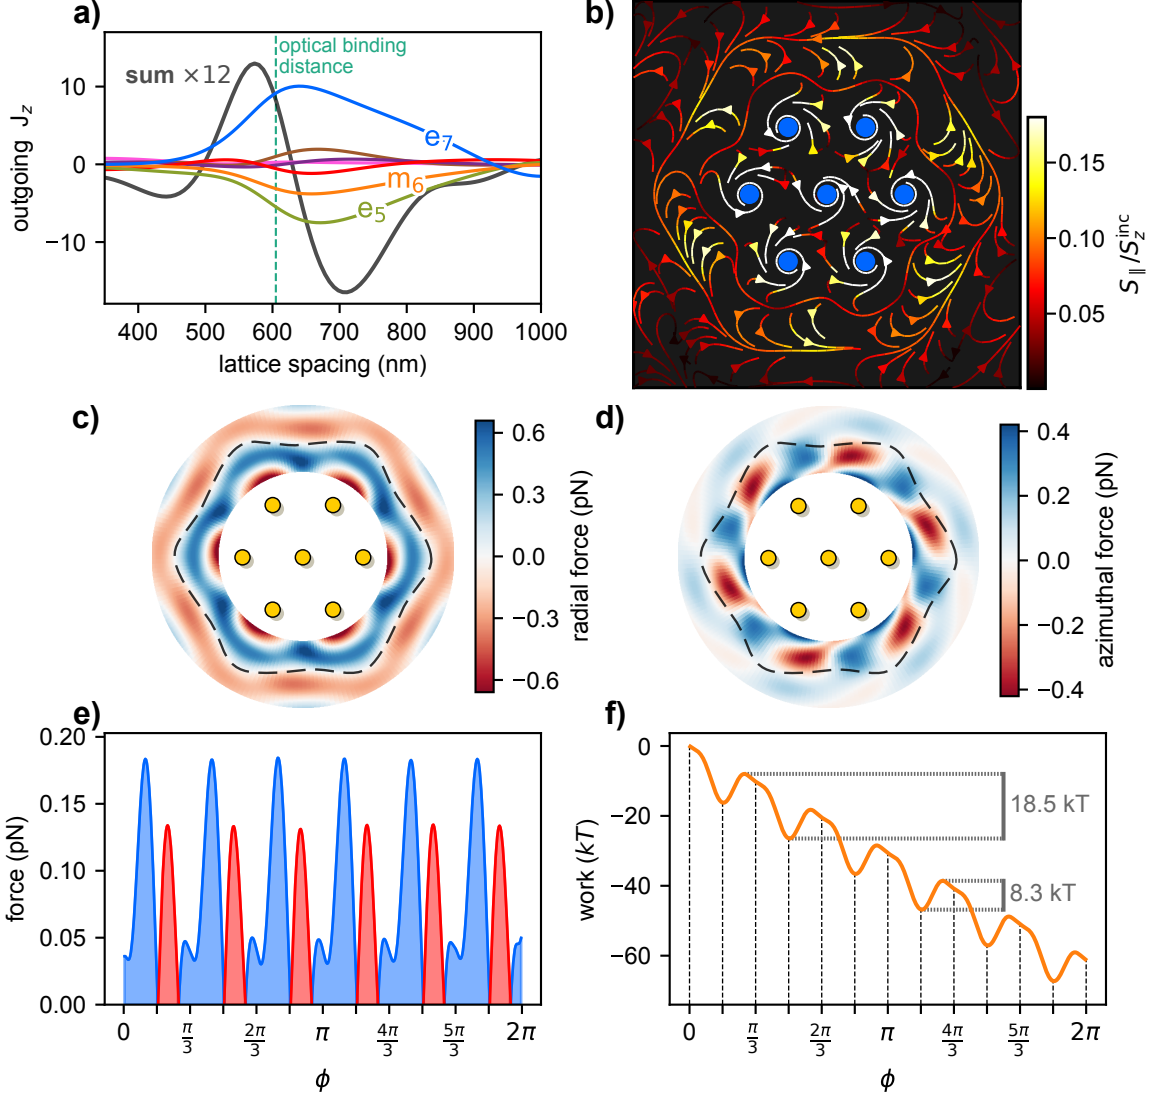 a)
sum ×12
optical binding
distance
e₇
m₆
e₅
10
0
−10
outgoing J_z
400 500 600 700 800 900 1000
lattice spacing (nm)
b)
0.15
0.10
0.05
S_∥/S_z^inc
c)
0.6
0.3
0.0
−0.3
−0.6
radial force (pN)
d)
0.4
0.2
0.0
−0.2
−0.4
azimuthal force (pN)
e)
0.20
0.15
0.10
0.05
0.00
force (pN)
0 π/3 2π/3 π 4π/3 5π/3 2π
ϕ
f)
0
−20
−40
−60
work (kT)
18.5 kT
8.3 kT
0 π/3 2π/3 π 4π/3 5π/3 2π
ϕ